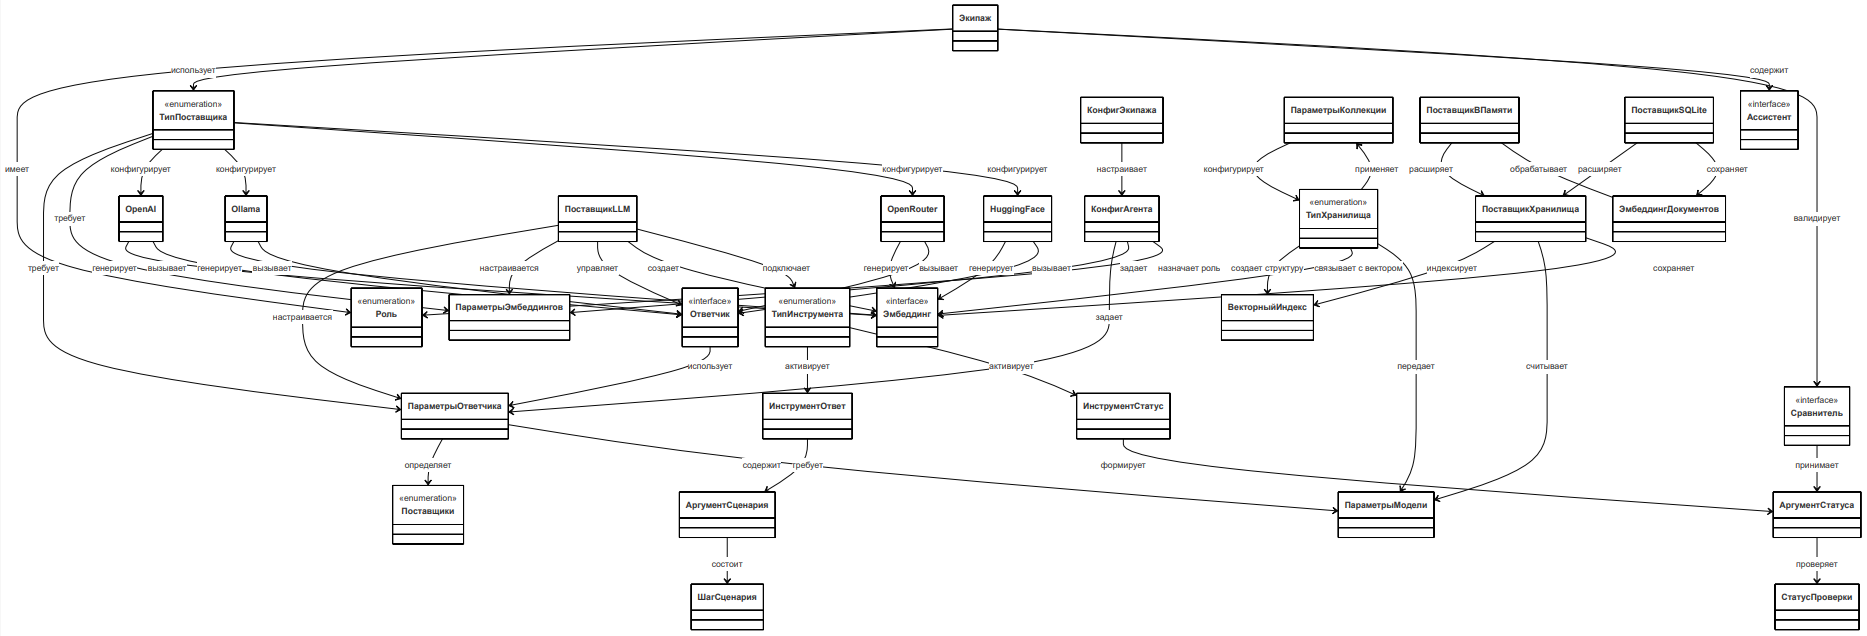 Экипаж
использует
содержит
«enumeration»
ТипПоставщика
КонфигЭкипажа
ПараметрыКоллекции
ПоставщикВПамяти
ПоставщикSQLite
«interface»
Ассистент
имеет
конфигурирует
конфигурирует
конфигурирует
конфигурирует
настраивает
конфигурирует
применяет
расширяет
обрабатывает
расширяет
сохраняет
OpenAI
Ollama
ПоставщикLLM
OpenRouter
HuggingFace
КонфигАгента
«enumeration»
ТипХранилища
ПоставщикХранилища
ЭмбеддингДокументов
требует
валидирует
требует
генерирует
вызывает
генерирует
вызывает
настраивается
управляет
создает
подключает
генерирует
вызывает
генерирует
вызывает
задает
назначает роль
создает структуру
связывает с вектором
индексирует
сохраняет
«enumeration»
Роль
ПараметрыЭмбеддингов
«interface»
Ответчик
«enumeration»
ТипИнструмента
«interface»
Эмбеддинг
ВекторныйИндекс
настраивается
задает
использует
активирует
активирует
передает
считывает
ПараметрыОтветчика
ИнструментОтвет
ИнструментСтатус
«interface»
Сравнитель
определяет
содержит
требует
формирует
принимает
«enumeration»
Поставщики
АргументСценария
ПараметрыМодели
АргументСтатуса
состоит
проверяет
ШагСценария
СтатусПроверки